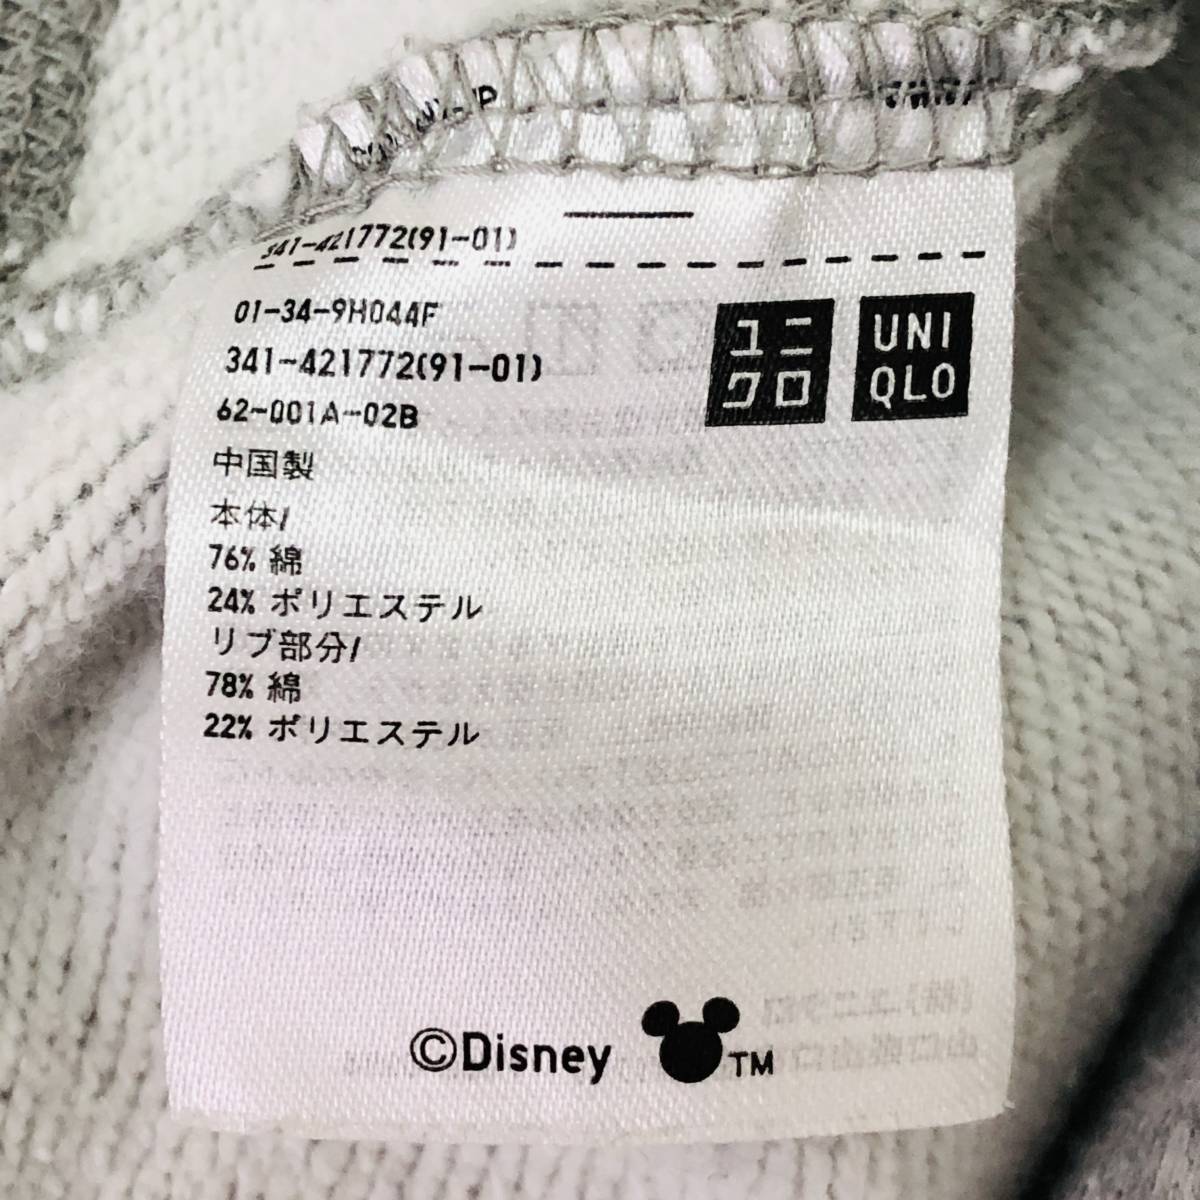 341-421772(91-01)
01-34-9H044F
341-421772(91-01)
62-001A-02B
ユニ
クロ
UNI
QLO
中国製
本体/
76% 綿
24% ポリエステル
リブ部分/
78% 綿
22% ポリエステル
©Disney TM